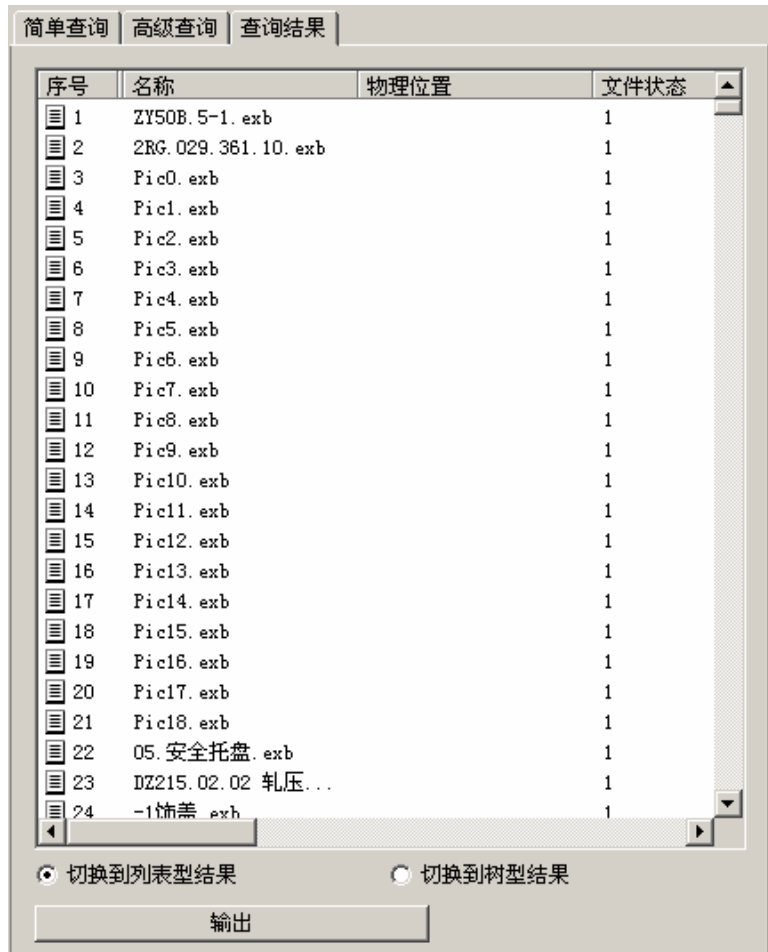 简单查询 高级查询 查询结果
序号 名称 物理位置 文件状态
1 ZY50B.5-1.exb 1
2 2RG.029.361.10.exb 1
3 Pic0.exb 1
4 Pic1.exb 1
5 Pic2.exb 1
6 Pic3.exb 1
7 Pic4.exb 1
8 Pic5.exb 1
9 Pic6.exb 1
10 Pic7.exb 1
11 Pic8.exb 1
12 Pic9.exb 1
13 Pic10.exb 1
14 Pic11.exb 1
15 Pic12.exb 1
16 Pic13.exb 1
17 Pic14.exb 1
18 Pic15.exb 1
19 Pic16.exb 1
20 Pic17.exb 1
21 Pic18.exb 1
22 05.安全托盘.exb 1
23 DZ215.02.02 轧压... 1
24 -1饰盖.exb 1
切换到列表型结果 切换到树型结果
输出